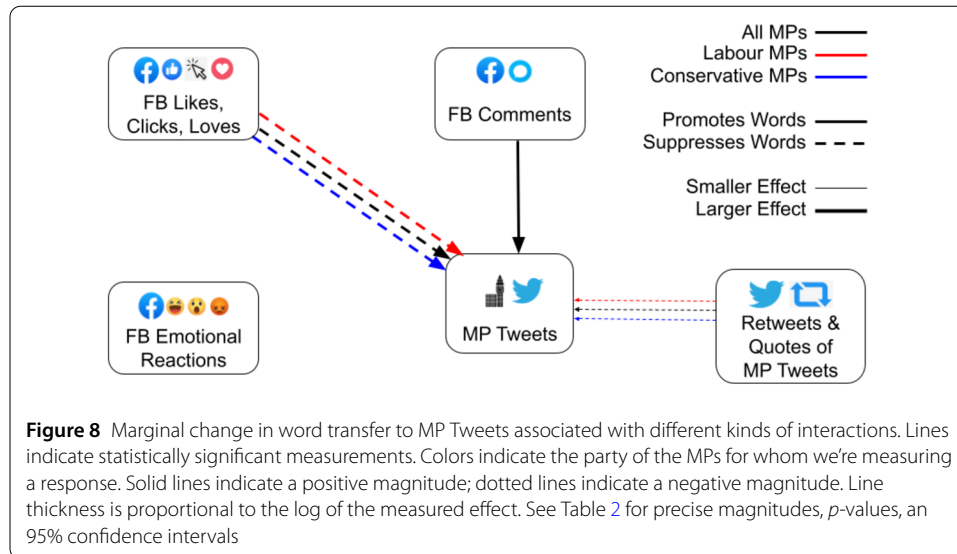 All MPs
Labour MPs
Conservative MPs
Promotes Words
Suppresses Words
Smaller Effect
Larger Effect
FB Likes,
Clicks, Loves
FB Comments
FB Emotional
Reactions
MP Tweets
Retweets &
Quotes of
MP Tweets
Figure 8 Marginal change in word transfer to MP Tweets associated with different kinds of interactions. Lines
indicate statistically significant measurements. Colors indicate the party of the MPs for whom we're measuring
a response. Solid lines indicate a positive magnitude; dotted lines indicate a negative magnitude. Line
thickness is proportional to the log of the measured effect. See Table 2 for precise magnitudes, p-values, an
95% confidence intervals